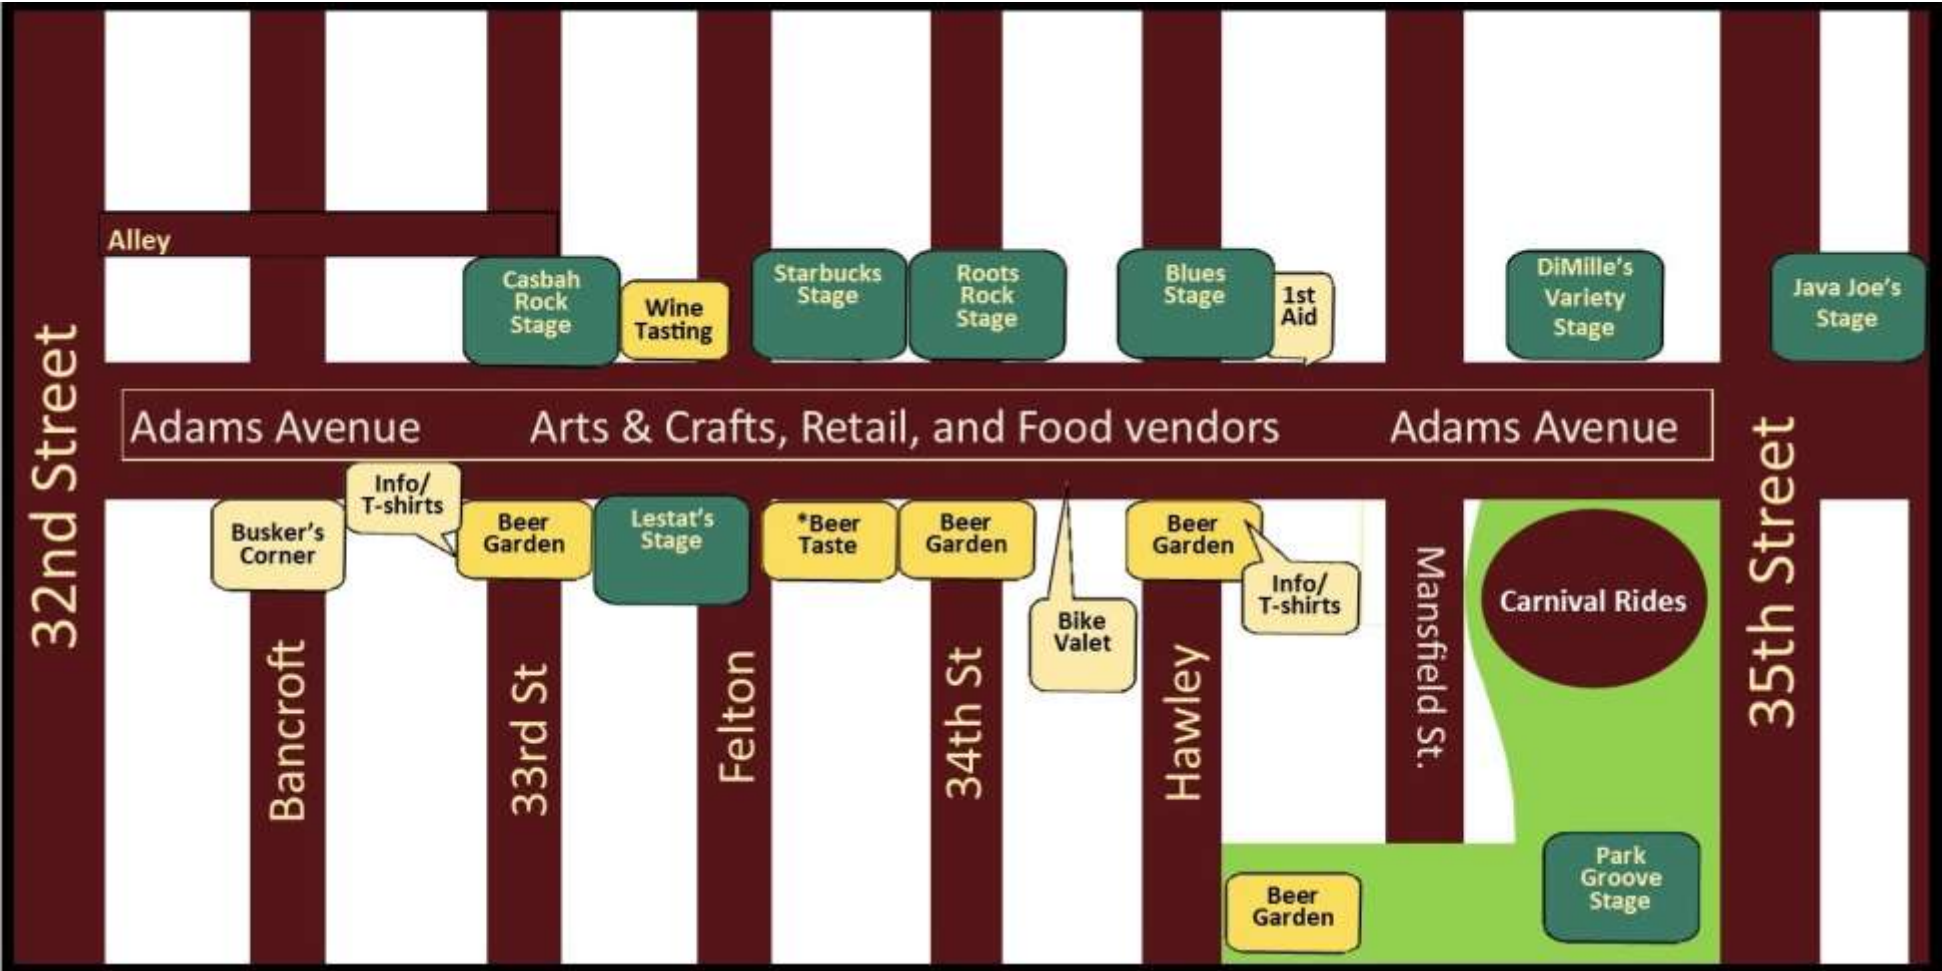 Alley
Casbah
Rock
Stage
Wine
Tasting
Starbucks
Stage
Roots
Rock
Stage
Blues
Stage
1st
Aid
DiMille's
Variety
Stage
Java Joe's
Stage
32nd Street
Adams Avenue
Arts & Crafts, Retail, and Food vendors
Adams Avenue
35th Street
Busker's
Corner
Info/
T-shirts
Beer
Garden
Lestat's
Stage
*Beer
Taste
Beer
Garden
Bike
Valet
Beer
Garden
Info/
T-shirts
Carnival Rides
Bancroft
33rd St
Felton
34th St
Hawley
Mansfield St.
Beer
Garden
Park
Groove
Stage